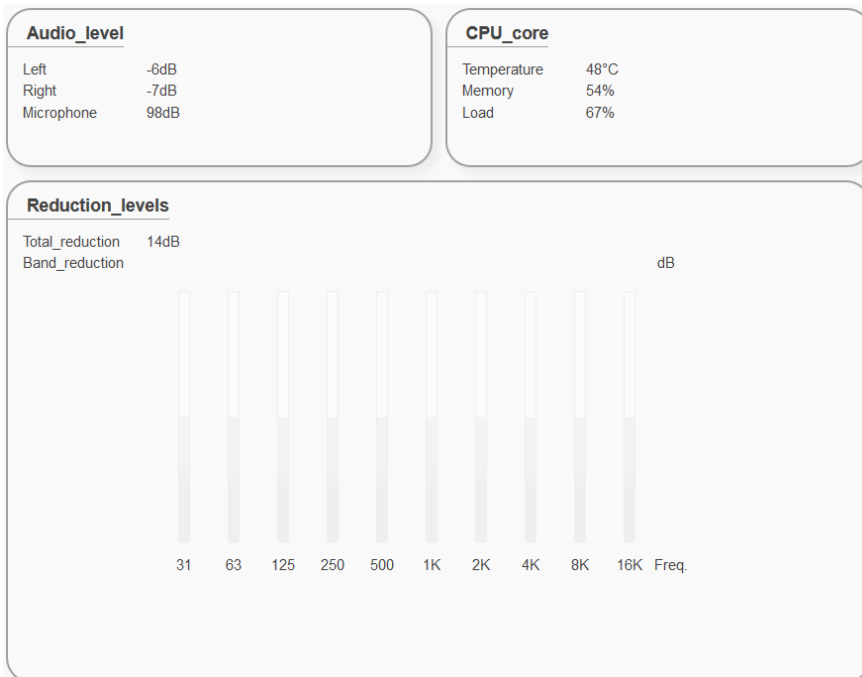 Audio_level
Left -6dB
Right -7dB
Microphone 98dB
CPU_core
Temperature 48°C
Memory 54%
Load 67%
Reduction_levels
Total_reduction 14dB
Band_reduction dB
31 63 125 250 500 1K 2K 4K 8K 16K Freq.